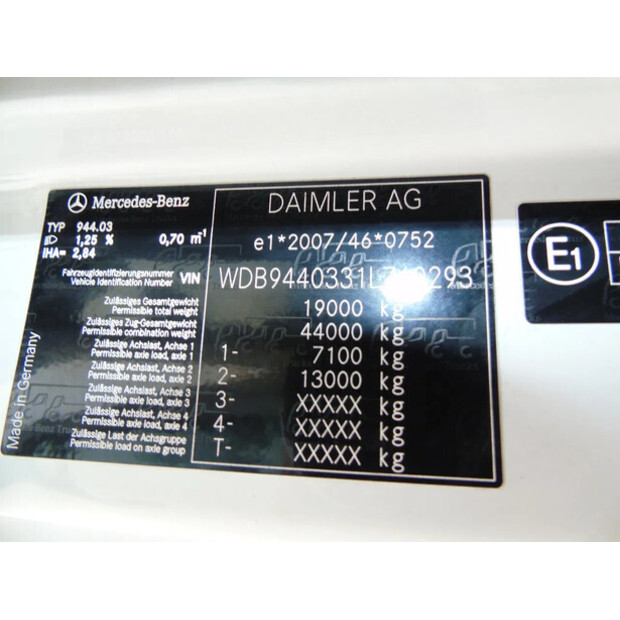 Mercedes-Benz
TYP 944.03
1,25 % 0,70 m⁻¹
IHA= 2,84
DAIMLER AG
e1*2007/46*0752
Fahrzeugidentifizierungsnummer
Vehicle Identification Number VIN
Zulässiges Gesamtgewicht
Permissible total weight 19000 kg
Zulässiges Zug-Gesamtgewicht
Permissible combination weight 44000 kg
Zulässige Achslast, Achse 1
Permissible axle load, axle 1 1- 7100 kg
Zulässige Achslast, Achse 2
Permissible axle load, axle 2 2- 13000 kg
Zulässige Achslast, Achse 3
Permissible axle load, axle 3 3- XXXXX kg
Zulässige Achslast, Achse 4
Permissible axle load, axle 4 4- XXXXX kg
Zulässige Last der Achsgruppe
Permissible load on axle group T- XXXXX kg
Made in Germany
E1